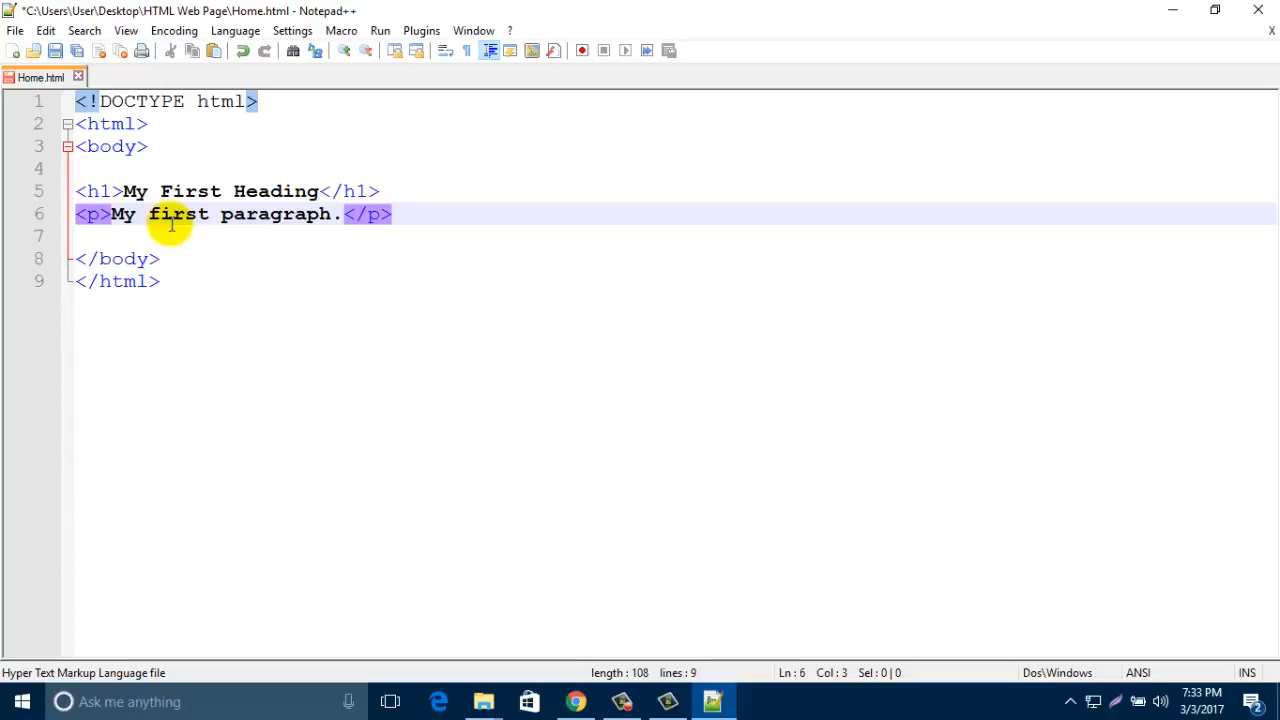 *C:\Users\User\Desktop\HTML Web Page\Home.html - Notepad++
File Edit Search View Encoding Language Settings Macro Run Plugins Window ? X
Home.html
1 <!DOCTYPE html>
2 <html>
3 <body>
4
5 <h1>My First Heading</h1>
6 <p>My first paragraph.</p>
7
8 </body>
9 </html>
Hyper Text Markup Language file length : 108 lines : 9 Ln : 6 Col : 3 Sel : 0 | 0 Dos\Windows ANSI INS
Ask me anything 7:33 PM
3/3/2017 2